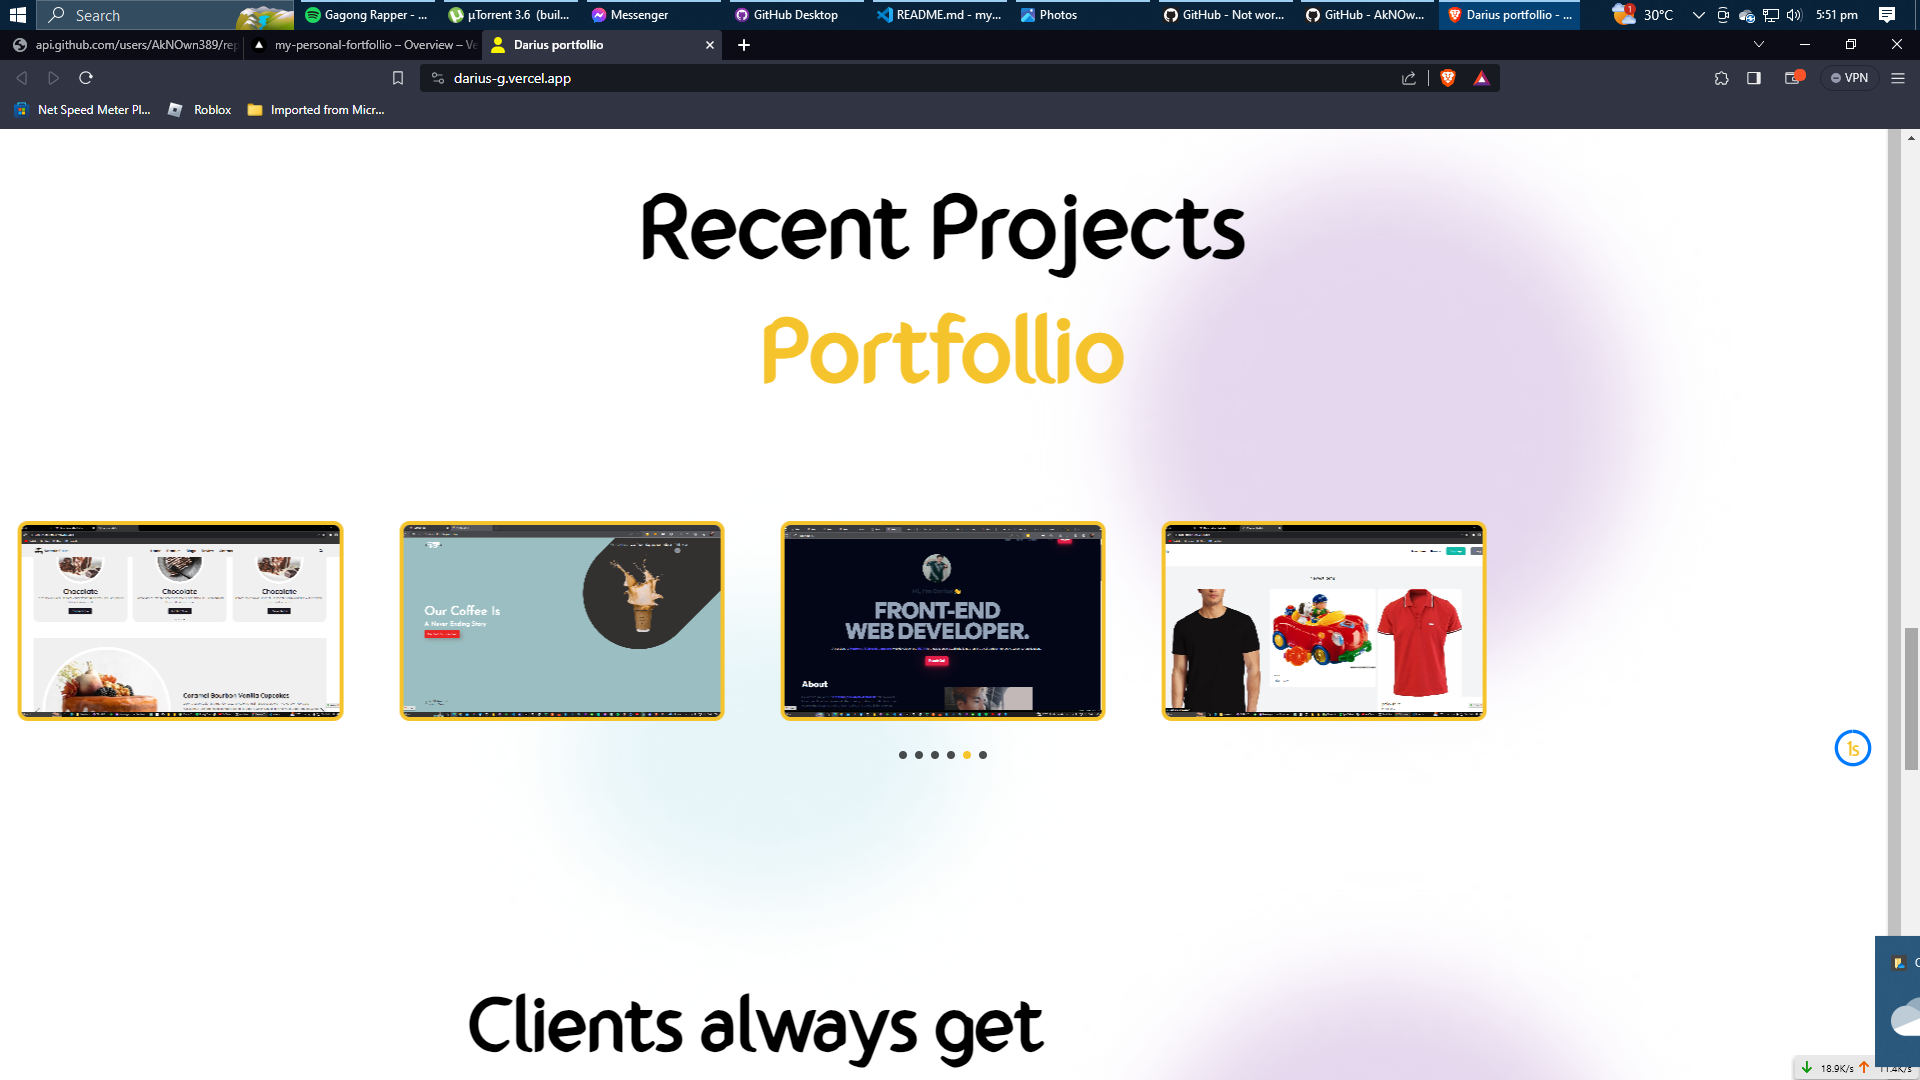 Search
Gagong Rapper - ...
µTorrent 3.6 (buil...
Messenger
GitHub Desktop
README.md - my...
Photos
GitHub - Not wor...
GitHub - AkNOw...
Darius portfollio - ...
1
30°C
5:51 pm
api.github.com/users/AkNOwn389/rep
my-personal-fortfollio – Overview – Ve
Darius portfollio
darius-g.vercel.app
VPN
Net Speed Meter Pl...
Roblox
Imported from Micr...
Recent Projects
Portfollio
Chocolate
Chocolate
Chocolate
Caramel Bourbon Vanilla Cupcakes
Our Coffee Is
A Never Ending Story
FRONT-END
WEB DEVELOPER.
About
1s
Clients always get
18.9K/s
11.4K/s